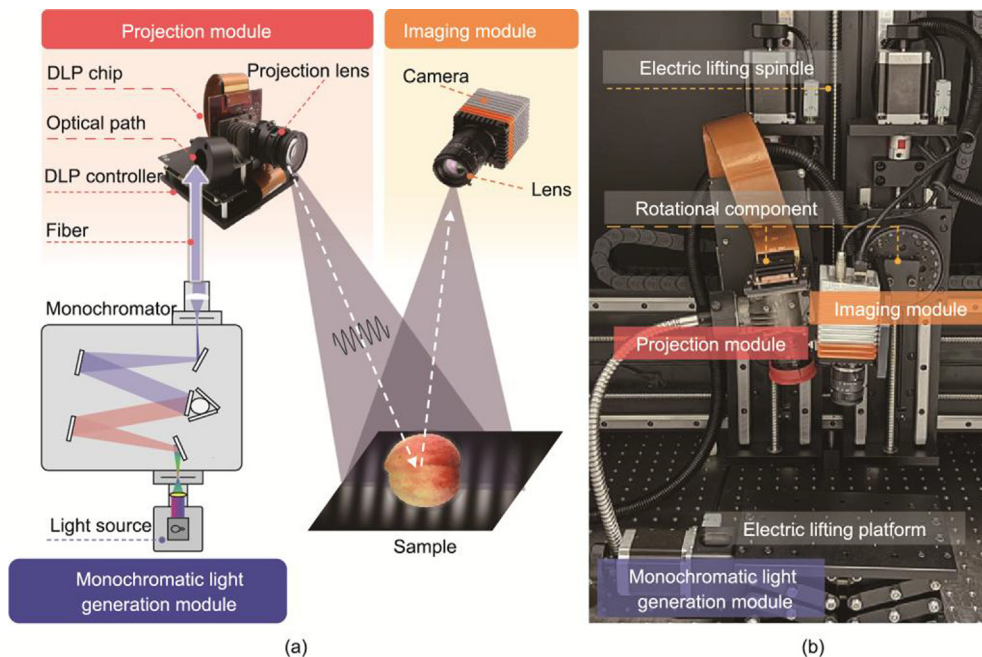 Projection module
Imaging module
DLP chip
Projection lens
Camera
Optical path
DLP controller
Lens
Fiber
Monochromator
Light source
Sample
Monochromatic light
generation module
(a)
Electric lifting spindle
Rotational component
Imaging module
Projection module
Electric lifting platform
Monochromatic light
generation module
(b)